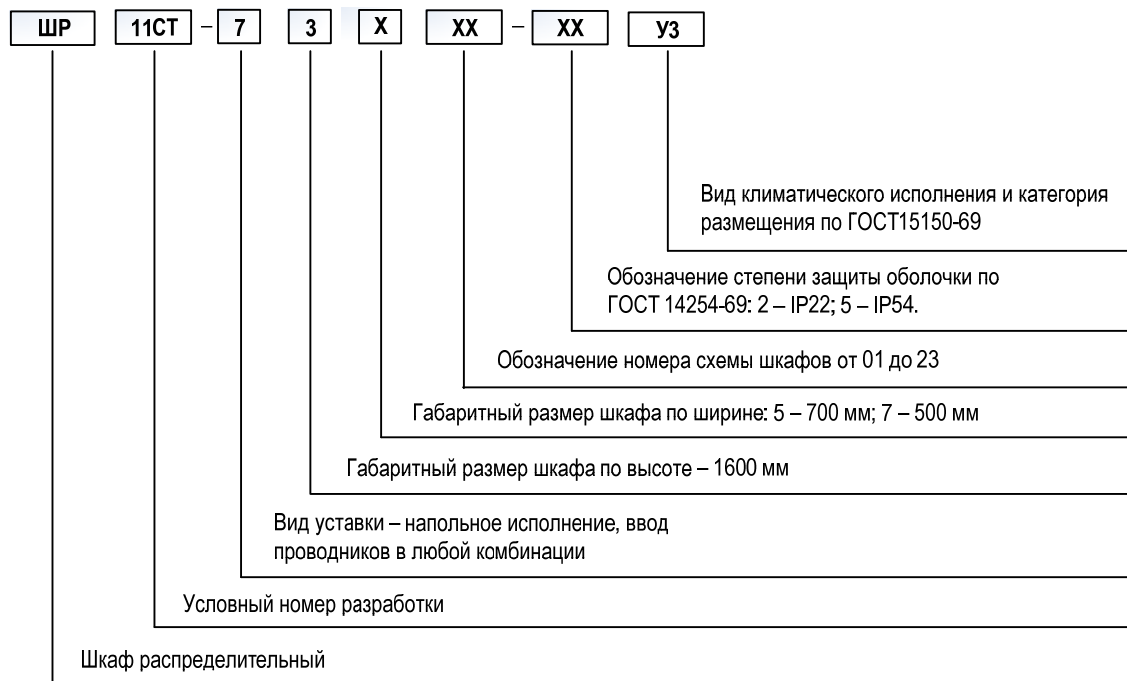 ШР 11СТ – 7 3 Х ХХ – ХХ У3
Вид климатического исполнения и категория
размещения по ГОСТ15150-69
Обозначение степени защиты оболочки по
ГОСТ 14254-69: 2 – IP22; 5 – IP54.
Обозначение номера схемы шкафов от 01 до 23
Габаритный размер шкафа по ширине: 5 – 700 мм; 7 – 500 мм
Габаритный размер шкафа по высоте – 1600 мм
Вид уставки – напольное исполнение, ввод
проводников в любой комбинации
Условный номер разработки
Шкаф распределительный